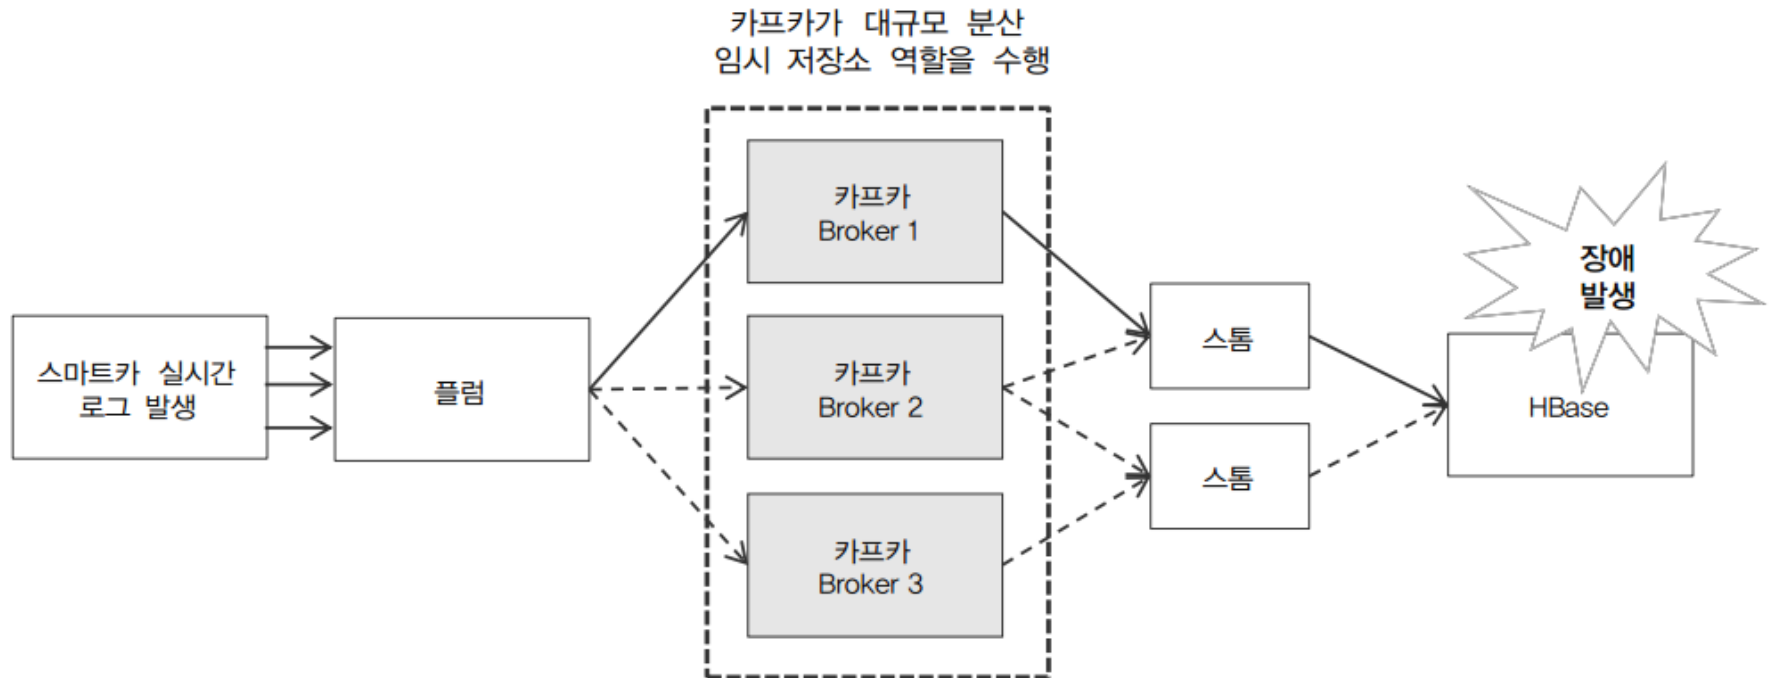 카프카가 대규모 분산
임시 저장소 역할을 수행
스마트카 실시간
로그 발생
플럼
카프카
Broker 1
카프카
Broker 2
카프카
Broker 3
스톰
스톰
장애
발생
HBase